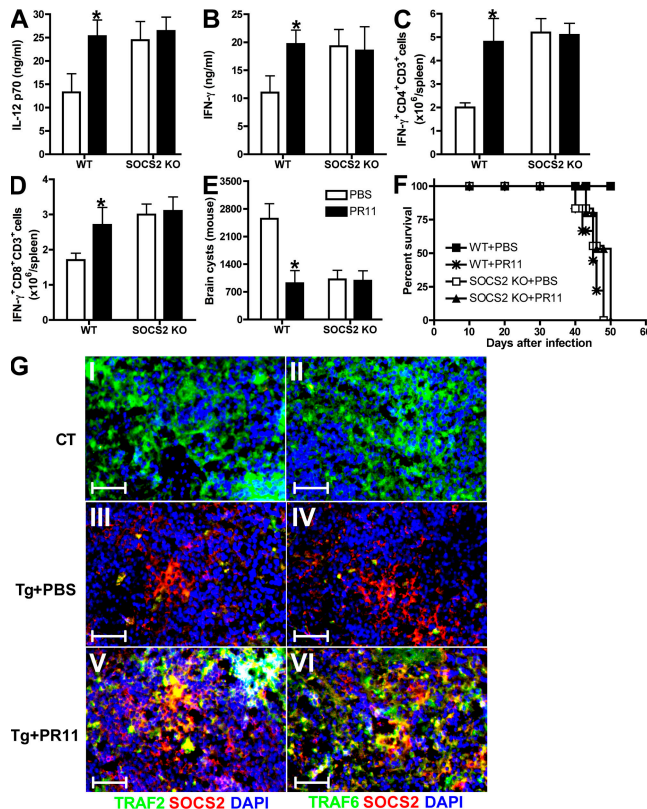 A
IL-12 p70 (ng/ml)
30
25
20
15
10
5
0
*
WT
SOCS2 KO
B
IFN-γ (ng/ml)
25
20
15
10
5
0
*
WT
SOCS2 KO
C
IFN-γ+CD4+CD3+cells
(x10⁶/spleen)
6
4
2
0
*
WT
SOCS2 KO
D
IFN-γ+CD8+CD3+cells
(x10⁶/spleen)
4
3
2
1
0
*
WT
SOCS2 KO
E
Brain cysts (mouse)
3500
2800
2100
1400
700
0
*
PBS
PR11
WT
SOCS2 KO
F
Percent survival
100
75
50
25
0
WT+PBS
WT+PR11
SOCS2 KO+PBS
SOCS2 KO+PR11
0 10 20 30 40 50 60
Days after infection
G
I
II
CT
III
IV
Tg+PBS
V
VI
Tg+PR11
TRAF2 SOCS2 DAPI
TRAF6 SOCS2 DAPI